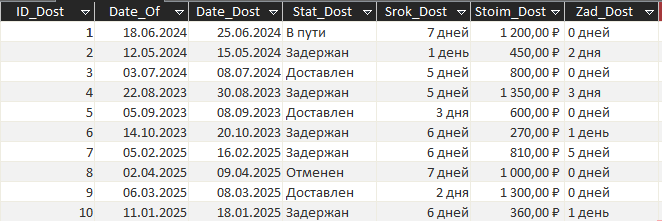 ID_Dost Date_Of Date_Dost Stat_Dost Srok_Dost Stoim_Dost Zad_Dost
1 18.06.2024 25.06.2024 В пути 7 дней 1 200,00 ₽ 0 дней
2 12.05.2024 15.05.2024 Задержан 1 день 450,00 ₽ 2 дня
3 03.07.2024 08.07.2024 Доставлен 5 дней 800,00 ₽ 0 дней
4 22.08.2023 30.08.2023 Задержан 5 дней 1 350,00 ₽ 3 дня
5 05.09.2023 08.09.2023 Доставлен 3 дня 600,00 ₽ 0 дней
6 14.10.2023 20.10.2023 Задержан 6 дней 270,00 ₽ 1 день
7 05.02.2025 16.02.2025 Задержан 6 дней 810,00 ₽ 5 дней
8 02.04.2025 09.04.2025 Отменен 7 дней 1 000,00 ₽ 0 дней
9 06.03.2025 08.03.2025 Доставлен 2 дня 1 300,00 ₽ 0 дней
10 11.01.2025 18.01.2025 Задержан 6 дней 360,00 ₽ 1 день